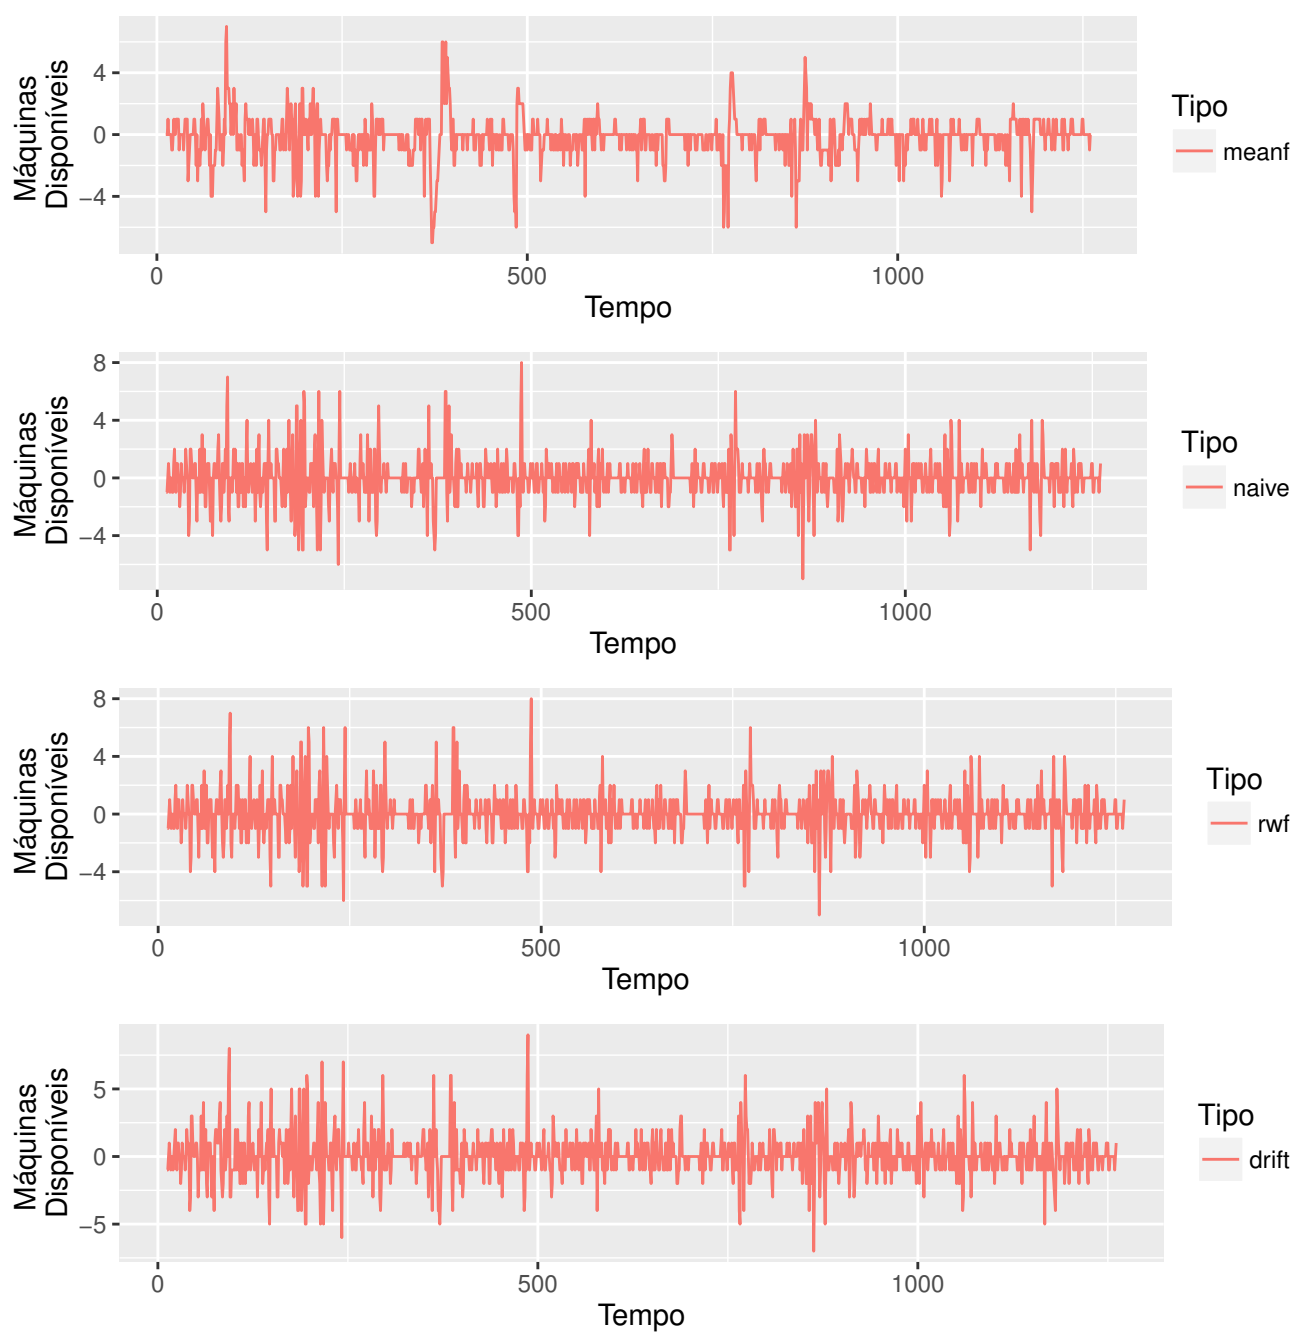 Máquinas
Disponíveis
4
0
−4
0
500
1000
Tempo
Tipo
meanf
Máquinas
Disponíveis
8
4
0
−4
0
500
1000
Tempo
Tipo
naive
Máquinas
Disponíveis
8
4
0
−4
0
500
1000
Tempo
Tipo
rwf
Máquinas
Disponíveis
5
0
−5
0
500
1000
Tempo
Tipo
drift